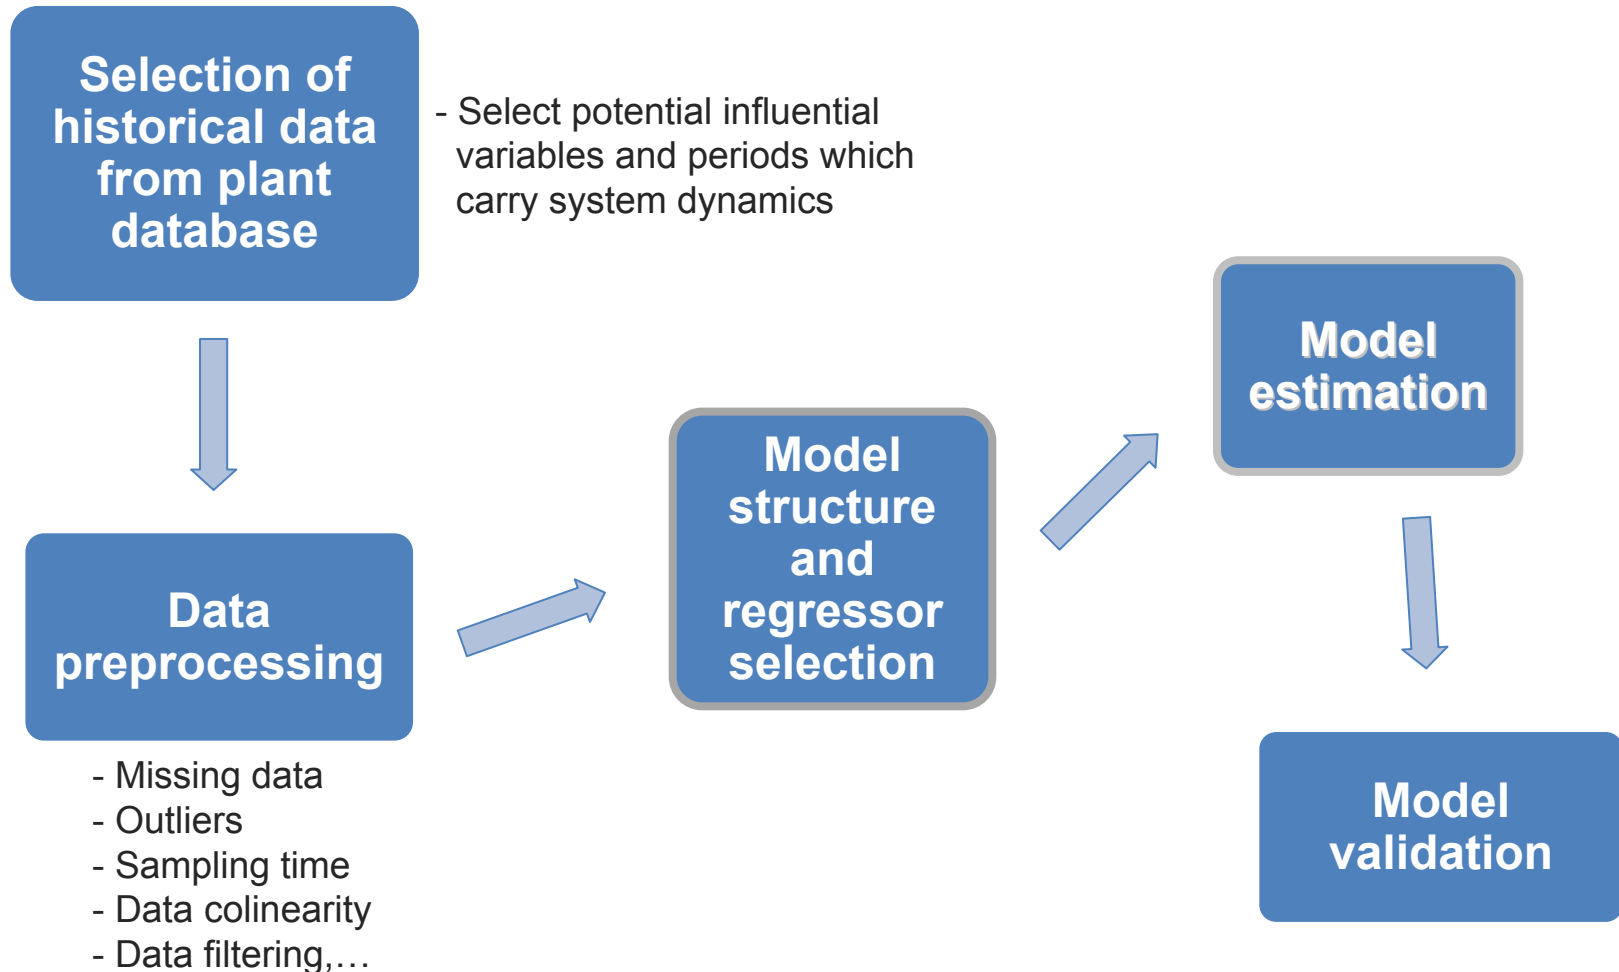 Selection of
historical data
from plant
database
- Select potential influential
variables and periods which
carry system dynamics
Data
preprocessing
- Missing data
- Outliers
- Sampling time
- Data colinearity
- Data filtering,…
Model
structure
and
regressor
selection
Model
estimation
Model
validation